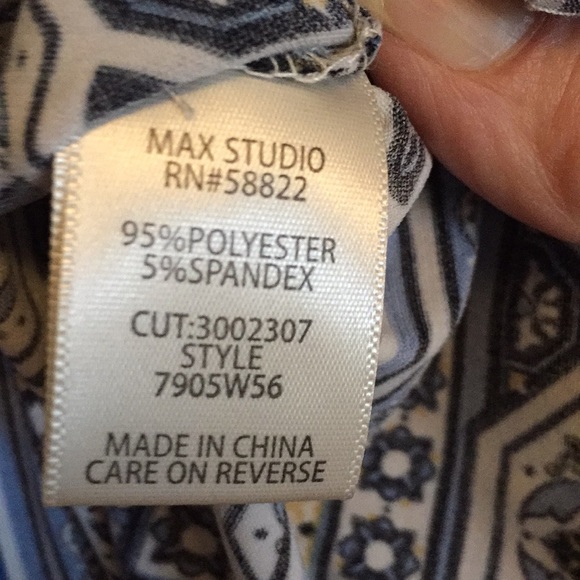 MAX STUDIO
RN#58822
95%POLYESTER
5%SPANDEX
CUT:3002307
STYLE
7905W56
MADE IN CHINA
CARE ON REVERSE